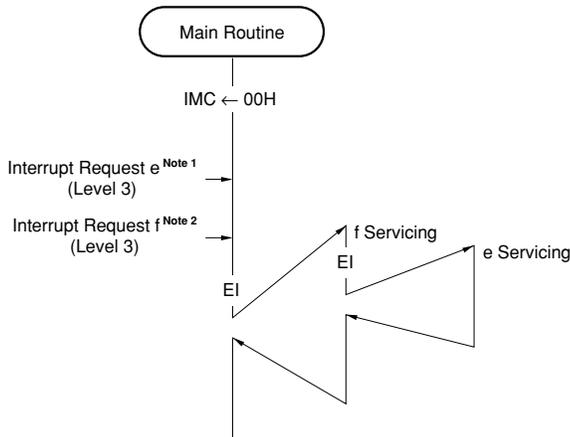 Main Routine
IMC ← 00H
Interrupt Request e Note 1
(Level 3)
Interrupt Request f Note 2
(Level 3)
f Servicing
EI
e Servicing
EI